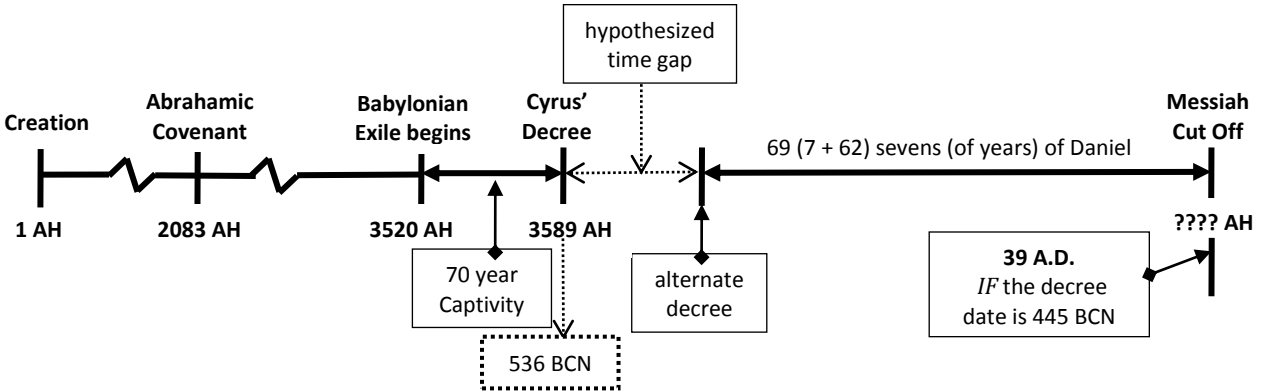 hypothesized
time gap
Creation
Abrahamic
Covenant
Babylonian
Exile begins
Cyrus’
Decree
Messiah
Cut Off
69 (7 + 62) sevens (of years) of Daniel
1 AH
2083 AH
3520 AH
3589 AH
???? AH
70 year
Captivity
alternate
decree
39 A.D.
IF the decree
date is 445 BCN
536 BCN